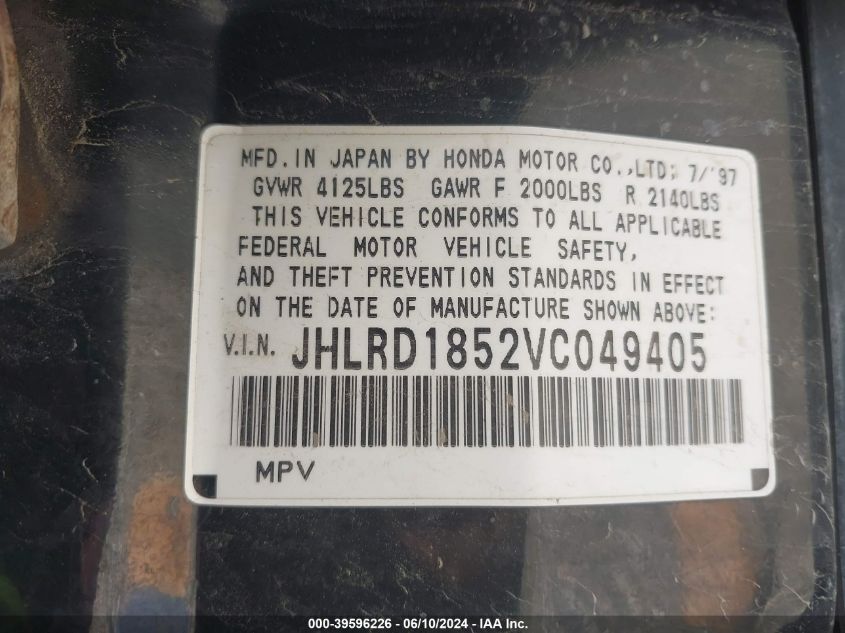 MFD. IN JAPAN BY HONDA MOTOR CO.,LTD; 7/'97
GVWR 4125LBS GAWR F 2000LBS R 2140LBS
THIS VEHICLE CONFORMS TO ALL APPLICABLE
FEDERAL MOTOR VEHICLE SAFETY,
AND THEFT PREVENTION STANDARDS IN EFFECT
ON THE DATE OF MANUFACTURE SHOWN ABOVE:
V.I.N. JHLRD1852VC049405
MPV
000-39596226 - 06/10/2024 - IAA Inc.